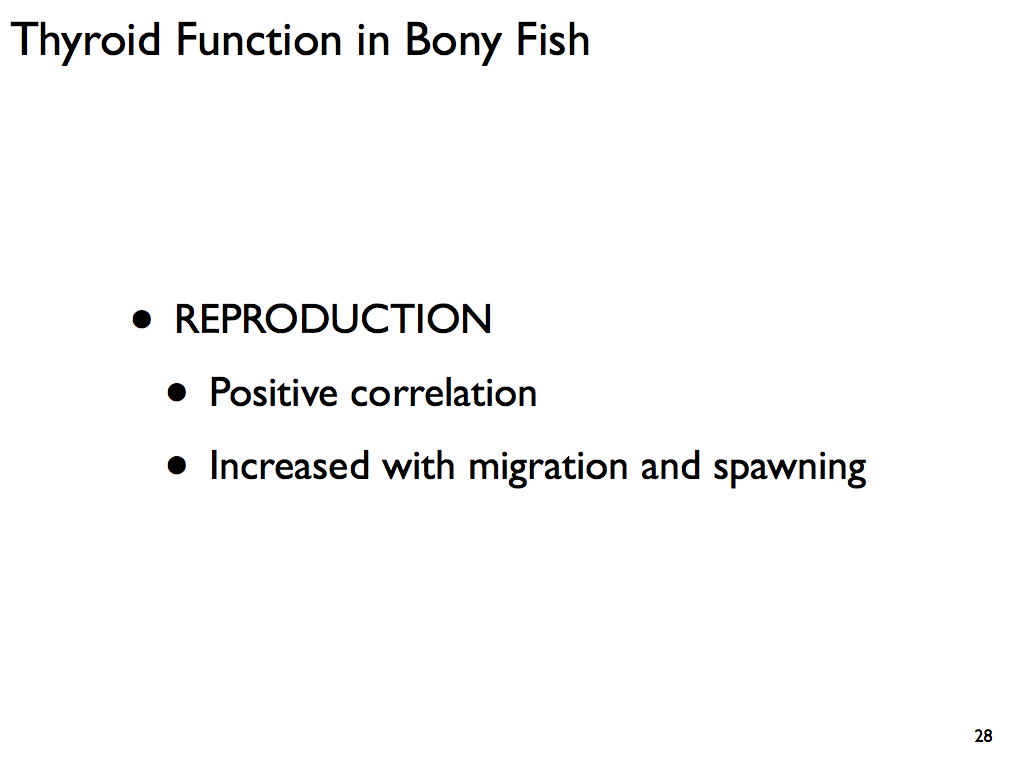 Thyroid Function in Bony Fish
• REPRODUCTION
• Positive correlation
• Increased with migration and spawning
28